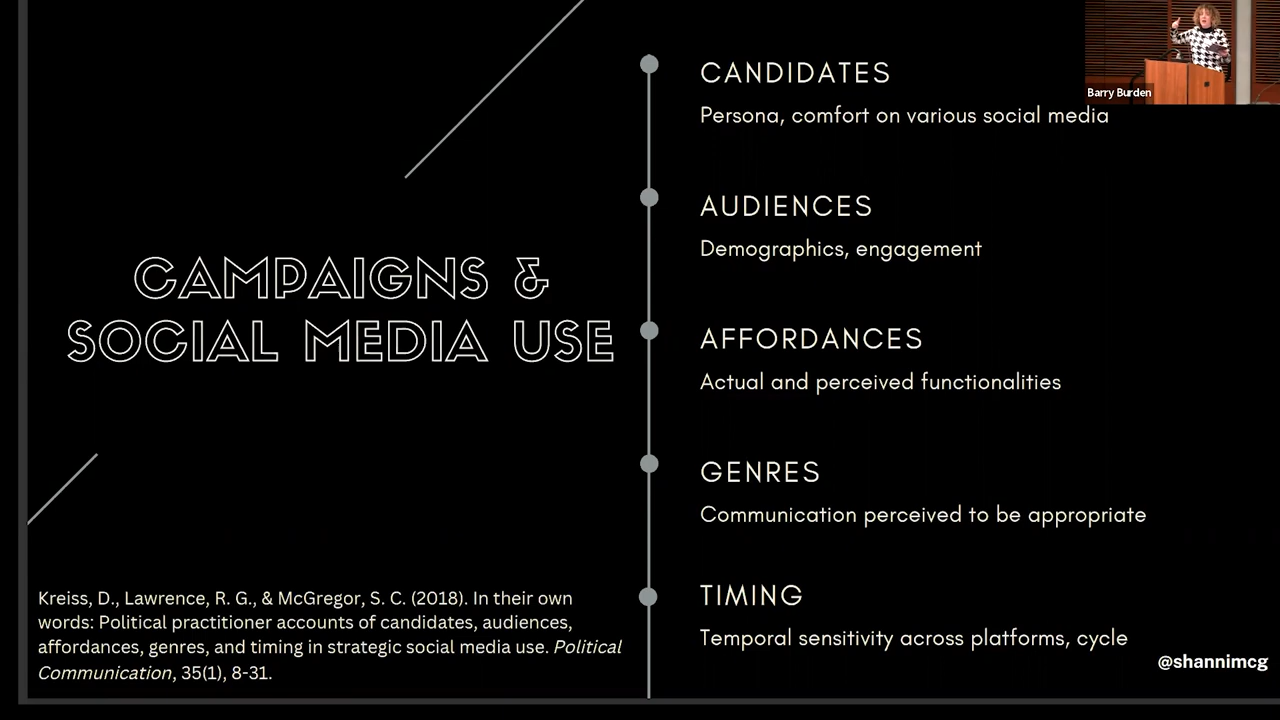 CAMPAIGNS &
SOCIAL MEDIA USE
Kreiss, D., Lawrence, R. G., & McGregor, S. C. (2018). In their own
words: Political practitioner accounts of candidates, audiences,
affordances, genres, and timing in strategic social media use. Political
Communication, 35(1), 8-31.
CANDIDATES
Persona, comfort on various social media
AUDIENCES
Demographics, engagement
AFFORDANCES
Actual and perceived functionalities
GENRES
Communication perceived to be appropriate
TIMING
Temporal sensitivity across platforms, cycle
@shannimcg
Barry Burden